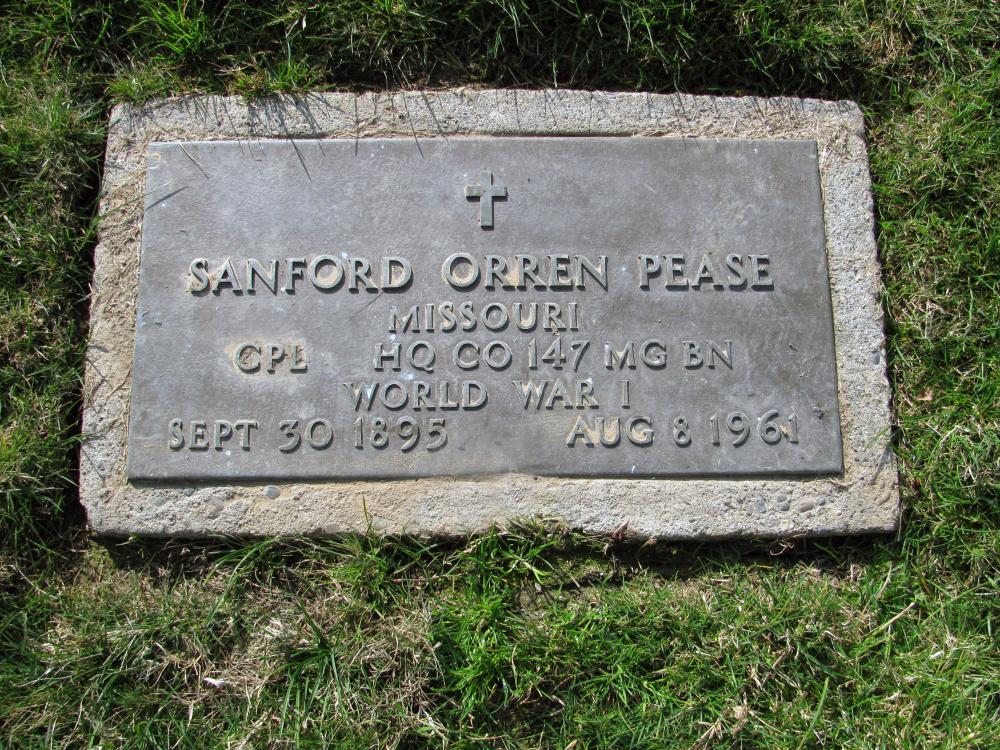 SANFORD ORREN PEASE
MISSOURI
CPL HQ CO 147 MG BN
WORLD WAR I
SEPT 30 1895 AUG 8 1961